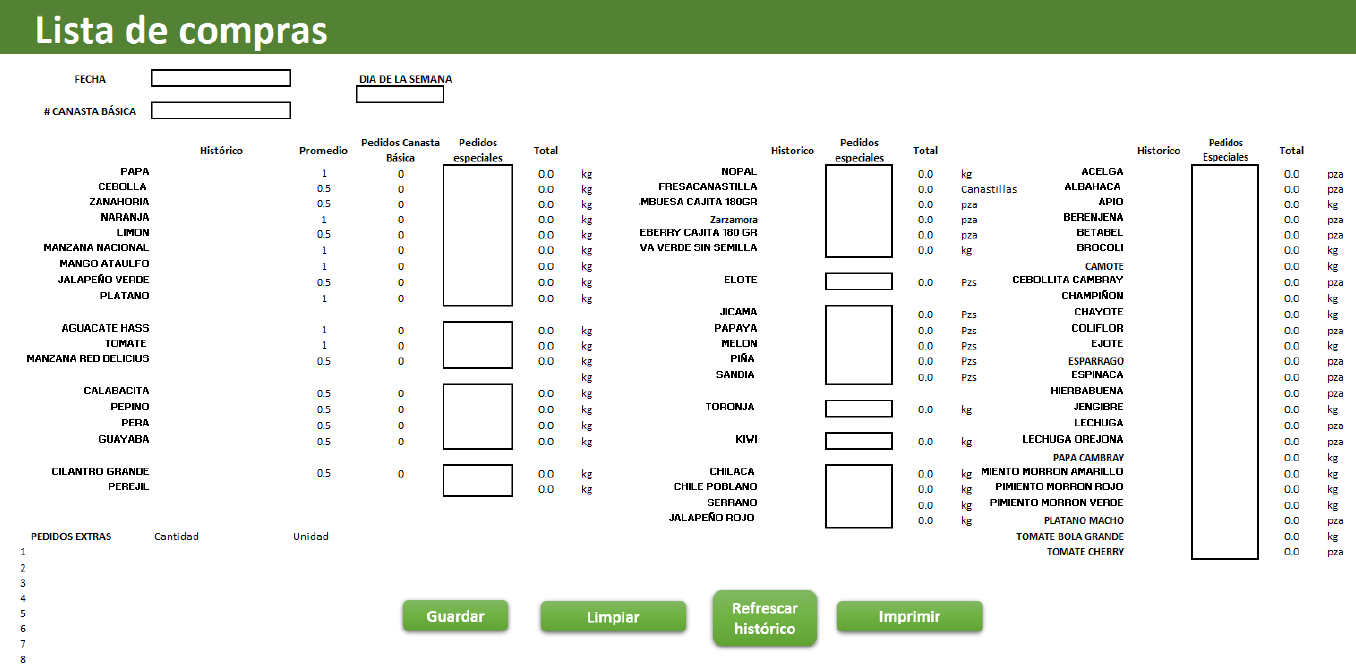 Lista de compras
FECHA
DIA DE LA SEMANA
# CANASTA BÁSICA
Histórico Promedio Pedidos Canasta Básica Pedidos especiales Total
PAPA 1 0 0.0 kg
CEBOLLA 0.5 0 0.0 kg
ZANAHORIA 0.5 0 0.0 kg
NARANJA 1 0 0.0 kg
LIMON 0.5 0 0.0 kg
MANZANA NACIONAL 1 0 0.0 kg
MANGO ATAULFO 1 0 0.0 kg
JALAPEÑO VERDE 0.5 0 0.0 kg
PLATANO 1 0 0.0 kg
AGUACATE HASS 1 0 0.0 kg
TOMATE 1 0 0.0 kg
MANZANA RED DELICIUS 0.5 0 0.0 kg
kg
CALABACITA 0.5 0 0.0 kg
PEPINO 0.5 0 0.0 kg
PERA 0.5 0 0.0 kg
GUAYABA 0.5 0 0.0 kg
CILANTRO GRANDE 0.5 0 0.0 kg
PEREJIL 0.0 kg
Historico Pedidos especiales Total
NOPAL 0.0 kg
FRESACANASTILLA 0.0 Canastillas
MBUESA CAJITA 180GR 0.0 pza
Zarzamora 0.0 pza
EBERRY CAJITA 180 GR 0.0 pza
VA VERDE SIN SEMILLA 0.0 kg
ELOTE 0.0 Pzs
JICAMA 0.0 Pzs
PAPAYA 0.0 Pzs
MELON 0.0 Pzs
PIÑA 0.0 Pzs
SANDIA 0.0 Pzs
TORONJA 0.0 kg
KIWI 0.0 kg
CHILACA 0.0 kg
CHILE POBLANO 0.0 kg
SERRANO 0.0 kg
JALAPEÑO ROJO 0.0 kg
Historico Pedidos Especiales Total
ACELGA 0.0 pza
ALBAHACA 0.0 pza
APIO 0.0 kg
BERENJENA 0.0 pza
BETABEL 0.0 pza
BROCOLI 0.0 kg
CAMOTE 0.0 kg
CEBOLLITA CAMBRAY 0.0 pza
CHAMPIÑON 0.0 kg
CHAYOTE 0.0 kg
COLIFLOR 0.0 pza
EJOTE 0.0 kg
ESPARRAGO 0.0 pza
ESPINACA 0.0 pza
HIERBABUENA 0.0 pza
JENGIBRE 0.0 kg
LECHUGA 0.0 pza
LECHUGA OREJONA 0.0 pza
PAPA CAMBRAY 0.0 kg
MIENTO MORRON AMARILLO 0.0 kg
PIMIENTO MORRON ROJO 0.0 kg
PIMIENTO MORRON VERDE 0.0 kg
PLATANO MACHO 0.0 pza
TOMATE BOLA GRANDE 0.0 kg
TOMATE CHERRY 0.0 pza
PEDIDOS EXTRAS Cantidad Unidad
1
2
3
4
5
6
7
8
Guardar
Limpiar
Refrescar
histórico
Imprimir